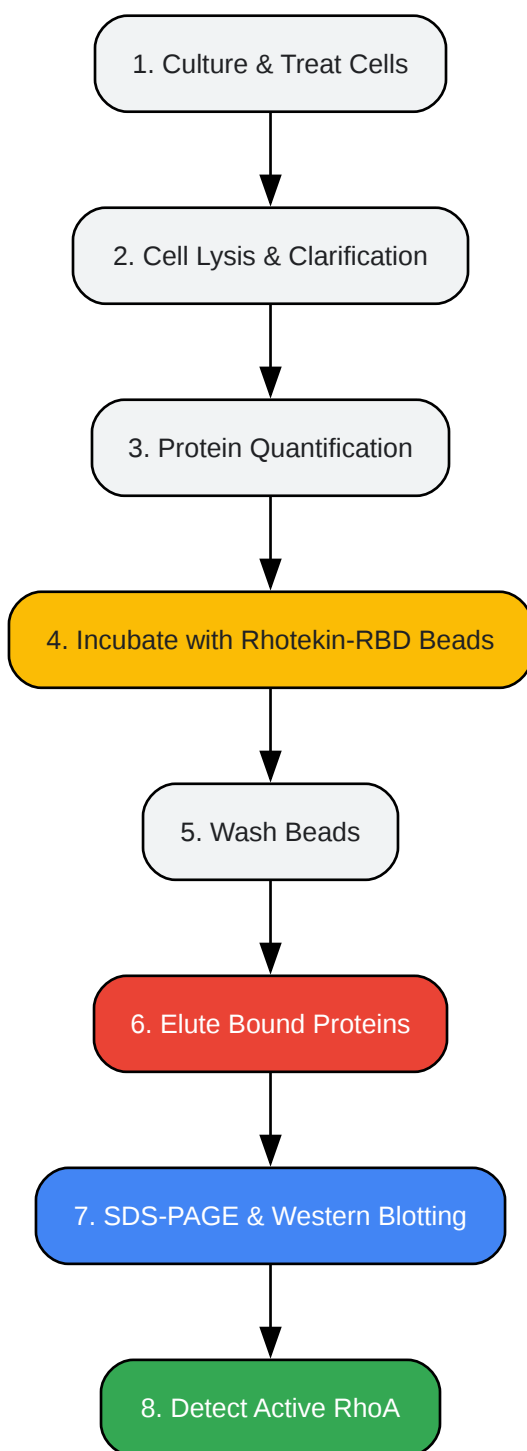 1. Culture & Treat Cells
2. Cell Lysis & Clarification
3. Protein Quantification
4. Incubate with Rhotekin-RBD Beads
5. Wash Beads
6. Elute Bound Proteins
7. SDS-PAGE & Western Blotting
8. Detect Active RhoA